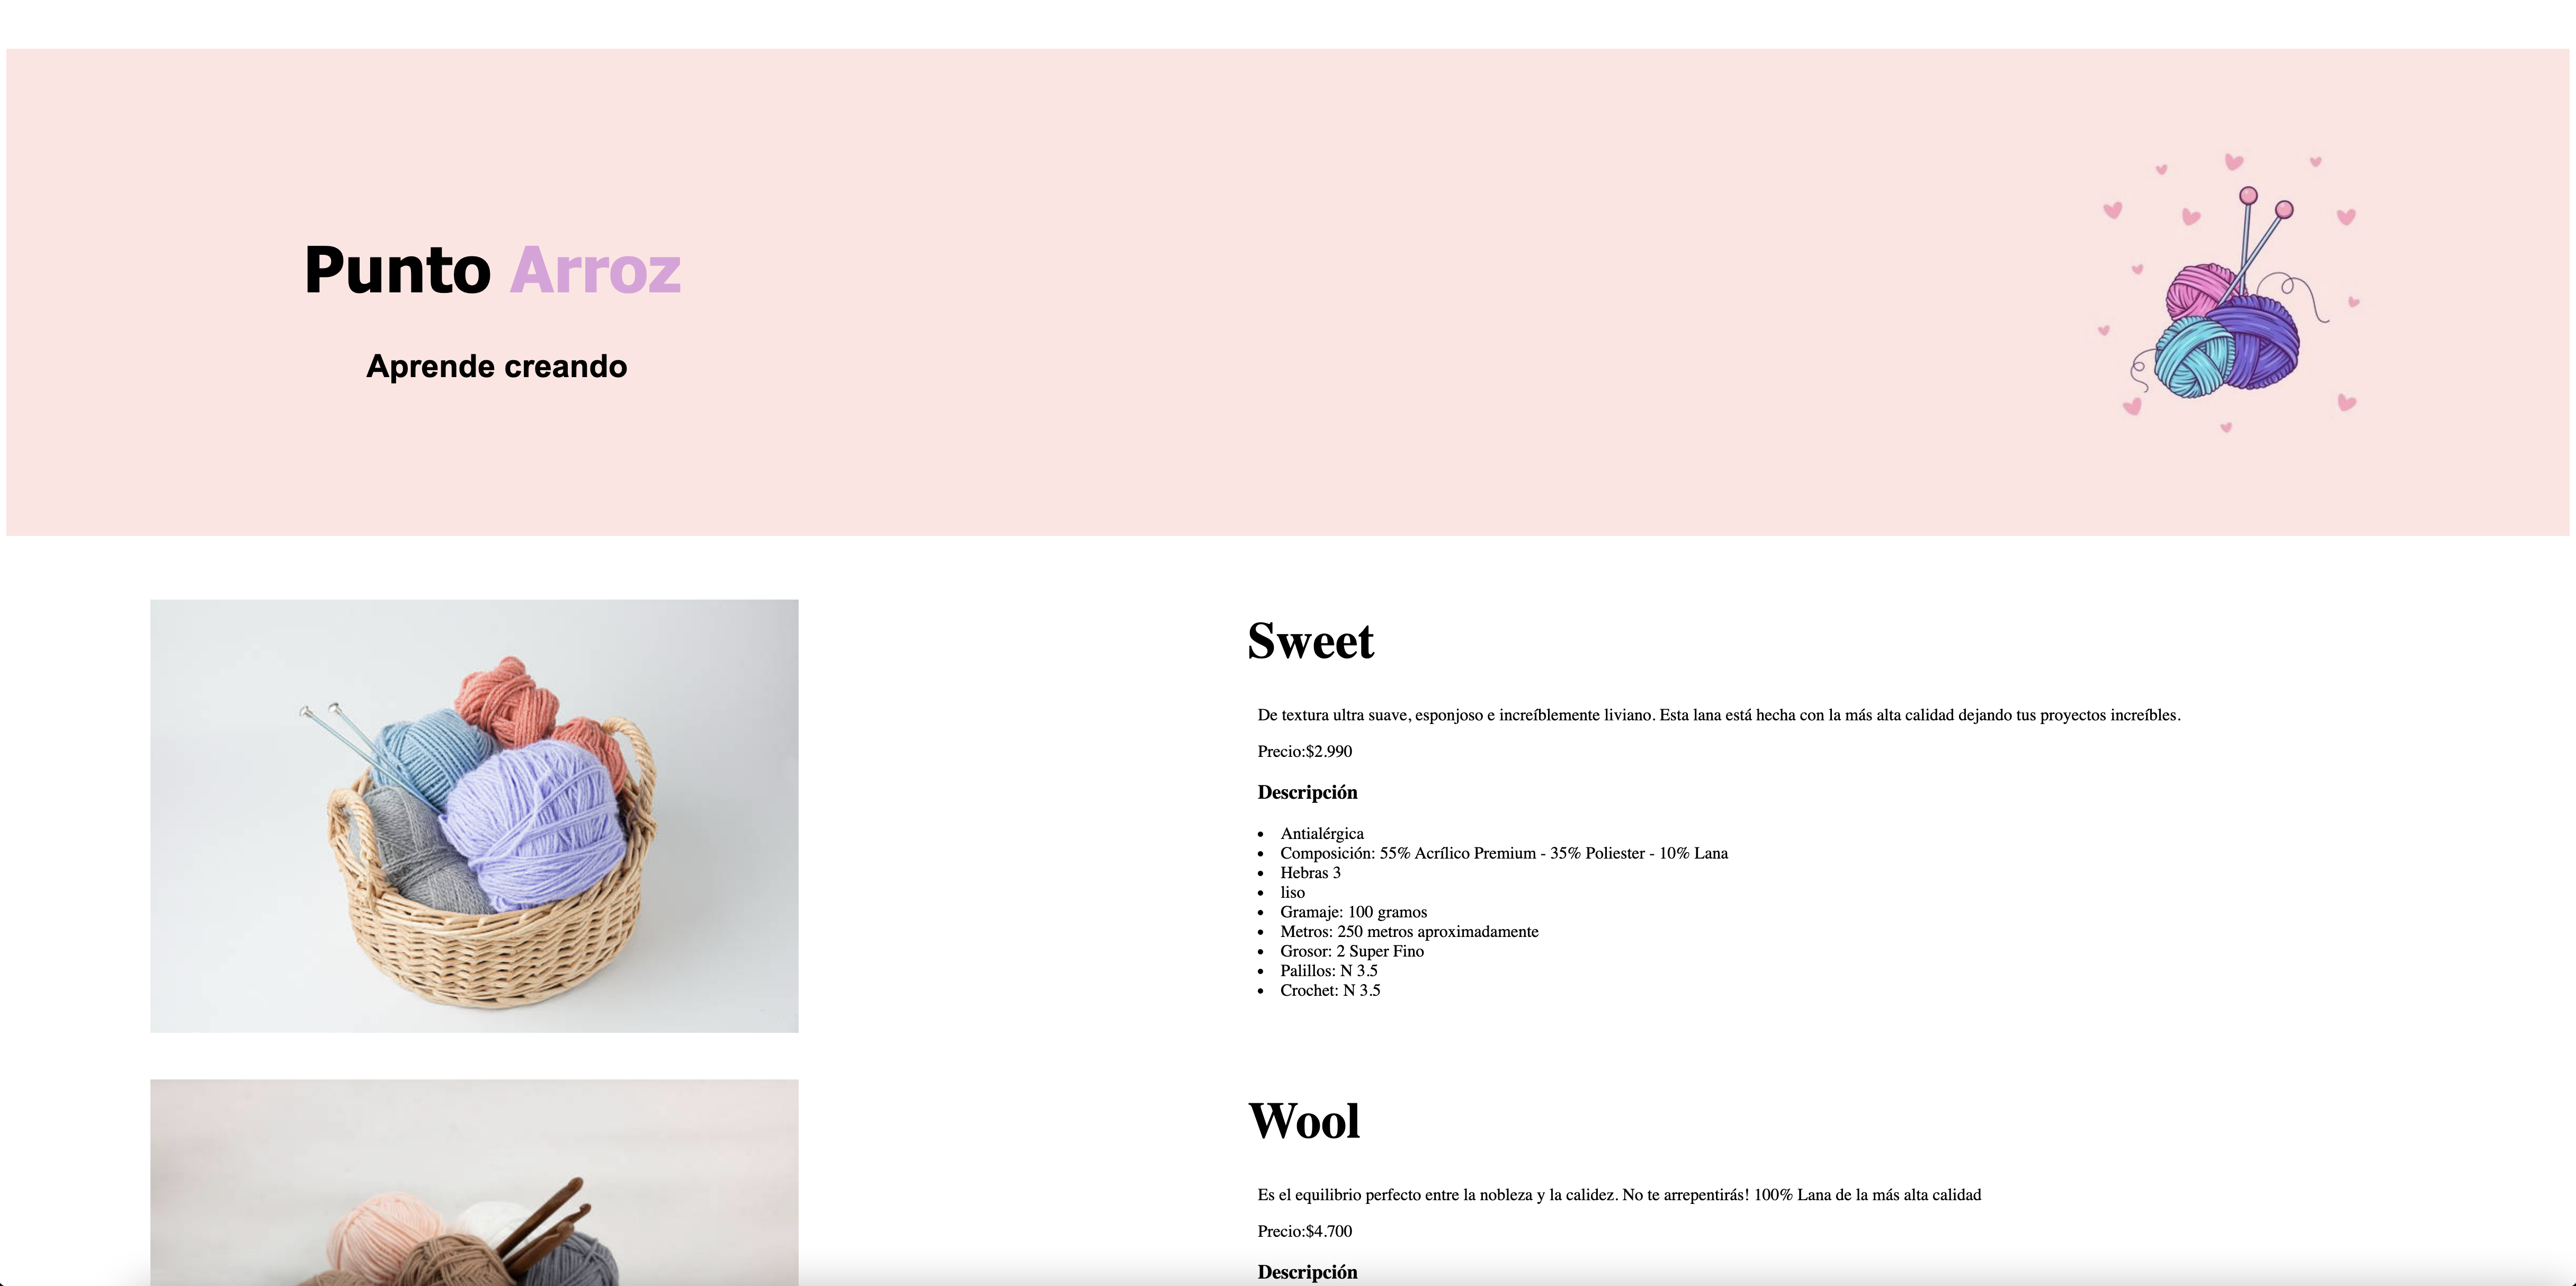 Punto Arroz
Aprende creando
Sweet
De textura ultra suave, esponjoso e increíblemente liviano. Esta lana está hecha con la más alta calidad dejando tus proyectos increíbles.
Precio:$2.990
Descripción
• Antialérgica
• Composición: 55% Acrílico Premium - 35% Poliester - 10% Lana
• Hebras 3
• liso
• Gramaje: 100 gramos
• Metros: 250 metros aproximadamente
• Grosor: 2 Super Fino
• Palillos: N 3.5
• Crochet: N 3.5
Wool
Es el equilibrio perfecto entre la nobleza y la calidez. No te arrepentirás! 100% Lana de la más alta calidad
Precio:$4.700
Descripción